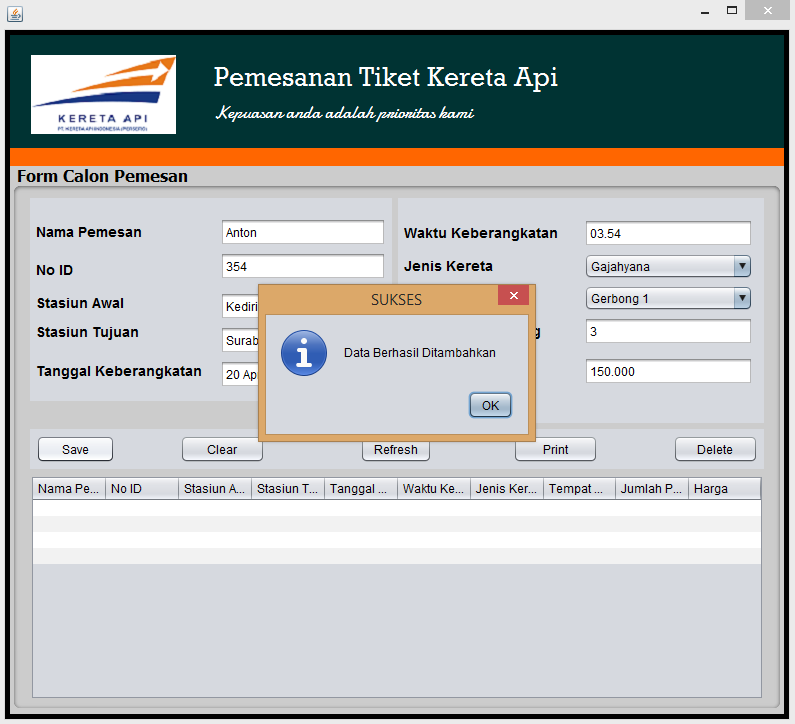 KERETA API
PT. KERETA API INDONESIA (PERSERO)
Pemesanan Tiket Kereta Api
Kepuasan anda adalah prioritas kami
Form Calon Pemesan
Nama Pemesan
Anton
No ID
354
Stasiun Awal
Kediri
Stasiun Tujuan
Surab
Tanggal Keberangkatan
20 Ap
Waktu Keberangkatan
03.54
Jenis Kereta
Gajahyana
Gerbong 1
g
3
150.000
SUKSES
Data Berhasil Ditambahkan
OK
Save Clear Refresh Print Delete
Nama Pe... No ID Stasiun A... Stasiun T... Tanggal ... Waktu Ke... Jenis Ker... Tempat ... Jumlah P... Harga